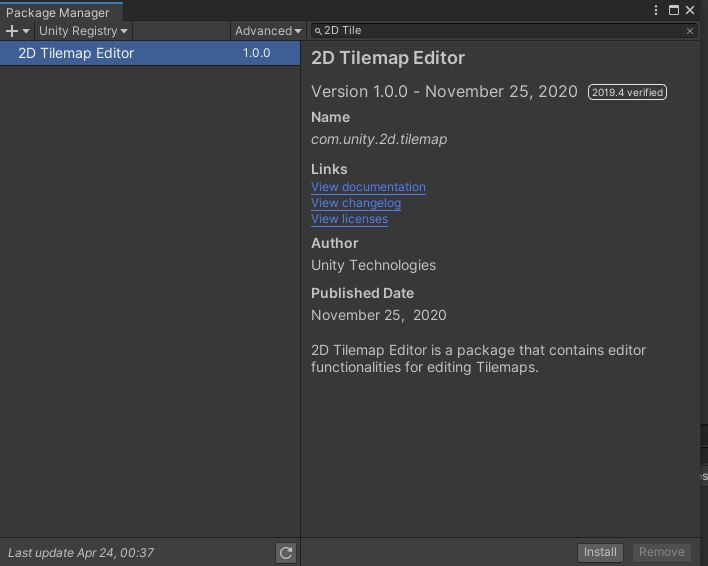 Package Manager
+ Unity Registry Advanced 2D Tile
2D Tilemap Editor 1.0.0
2D Tilemap Editor
Version 1.0.0 - November 25, 2020 2019.4 verified
Name
com.unity.2d.tilemap
Links
View documentation
View changelog
View licenses
Author
Unity Technologies
Published Date
November 25, 2020
2D Tilemap Editor is a package that contains editor
functionalities for editing Tilemaps.
Last update Apr 24, 00:37
Install Remove